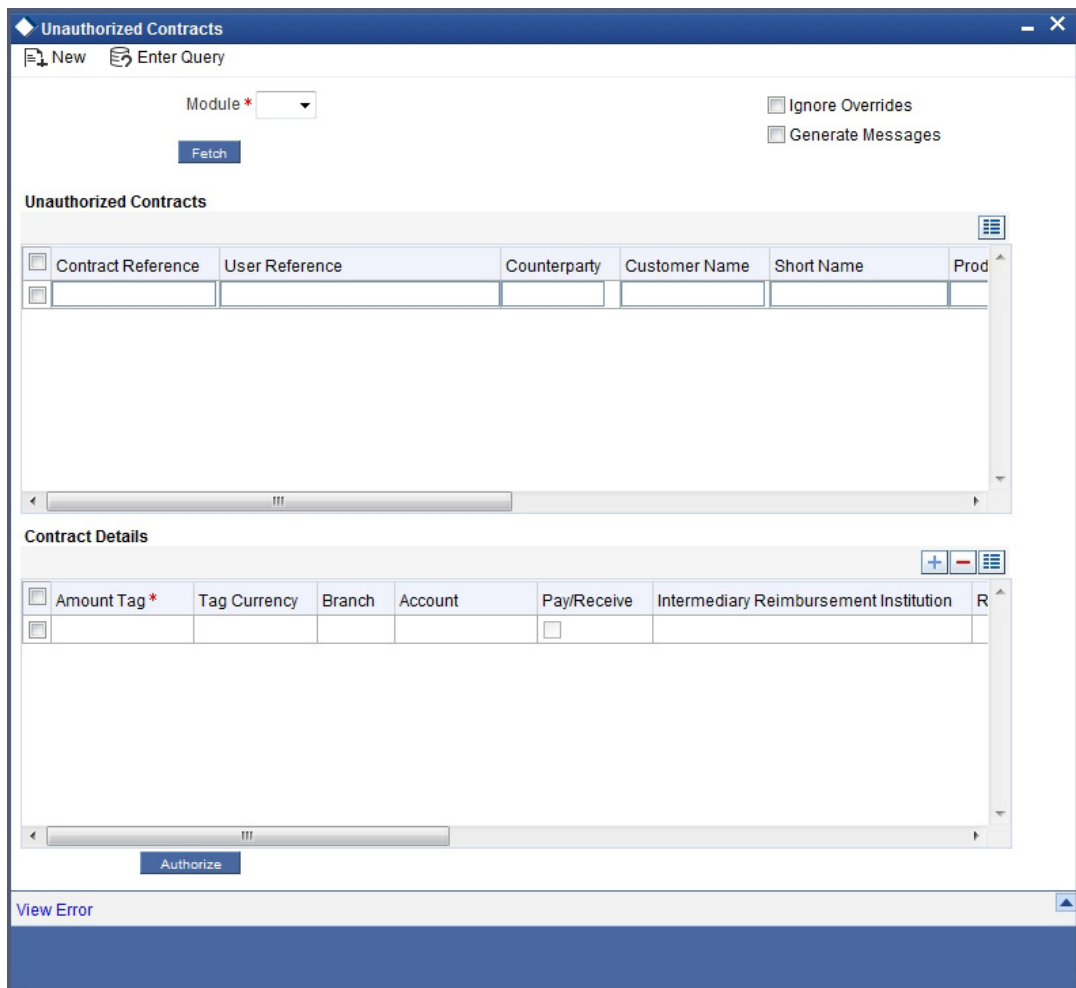 Unauthorized Contracts
New Enter Query
Module *
Ignore Overrides
Generate Messages
Fetch
Unauthorized Contracts
Contract Reference User Reference Counterparty Customer Name Short Name Prod
Contract Details
Amount Tag * Tag Currency Branch Account Pay/Receive Intermediary Reimbursement Institution R
Authorize
View Error